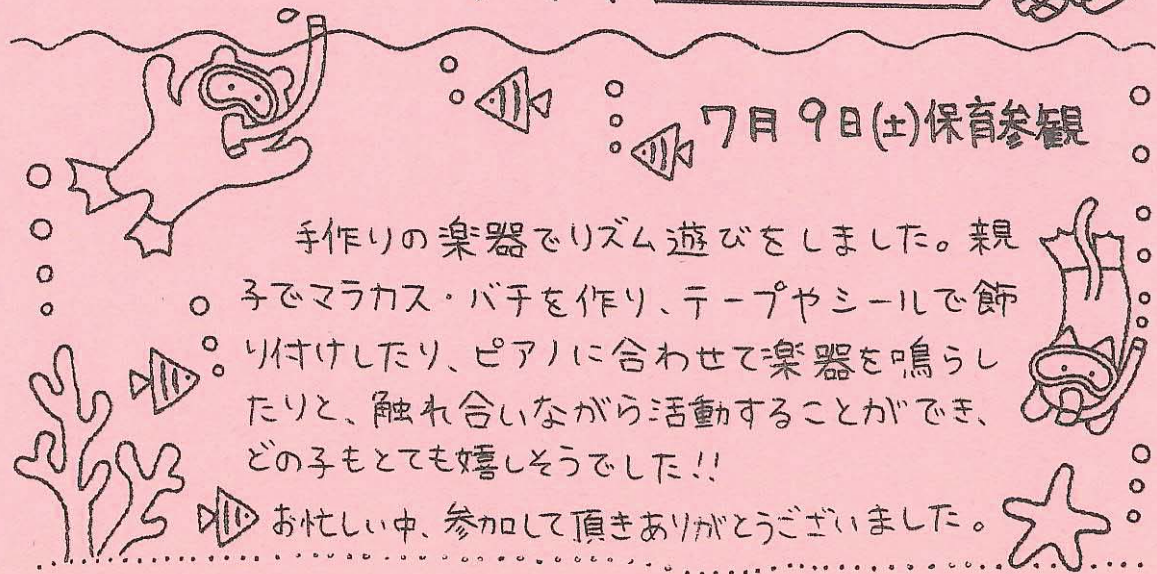 7月9日(土)保育参観
手作りの楽器でリズム遊びをしました。親
子でマラカス・バチを作り、テープやシールで飾
り付けしたり、ピアノに合わせて楽器を鳴らし
たりと、触れ合いながら活動することができ、
どの子もとても嬉しそうでした!!
お忙しい中、参加して頂きありがとうございました。